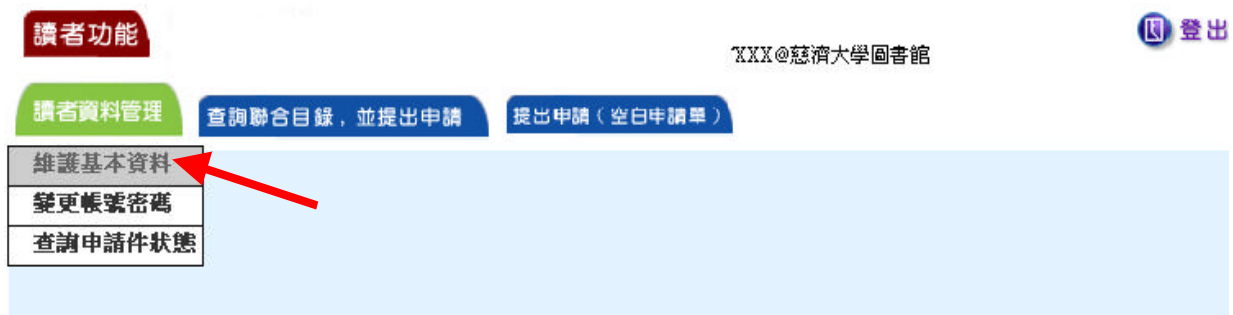 讀者功能
登出
XXX@慈濟大學圖書館
讀者資料管理
查詢聯合目錄，並提出申請
提出申請（空白申請單）
維護基本資料
變更帳號密碼
查詢申請件狀態